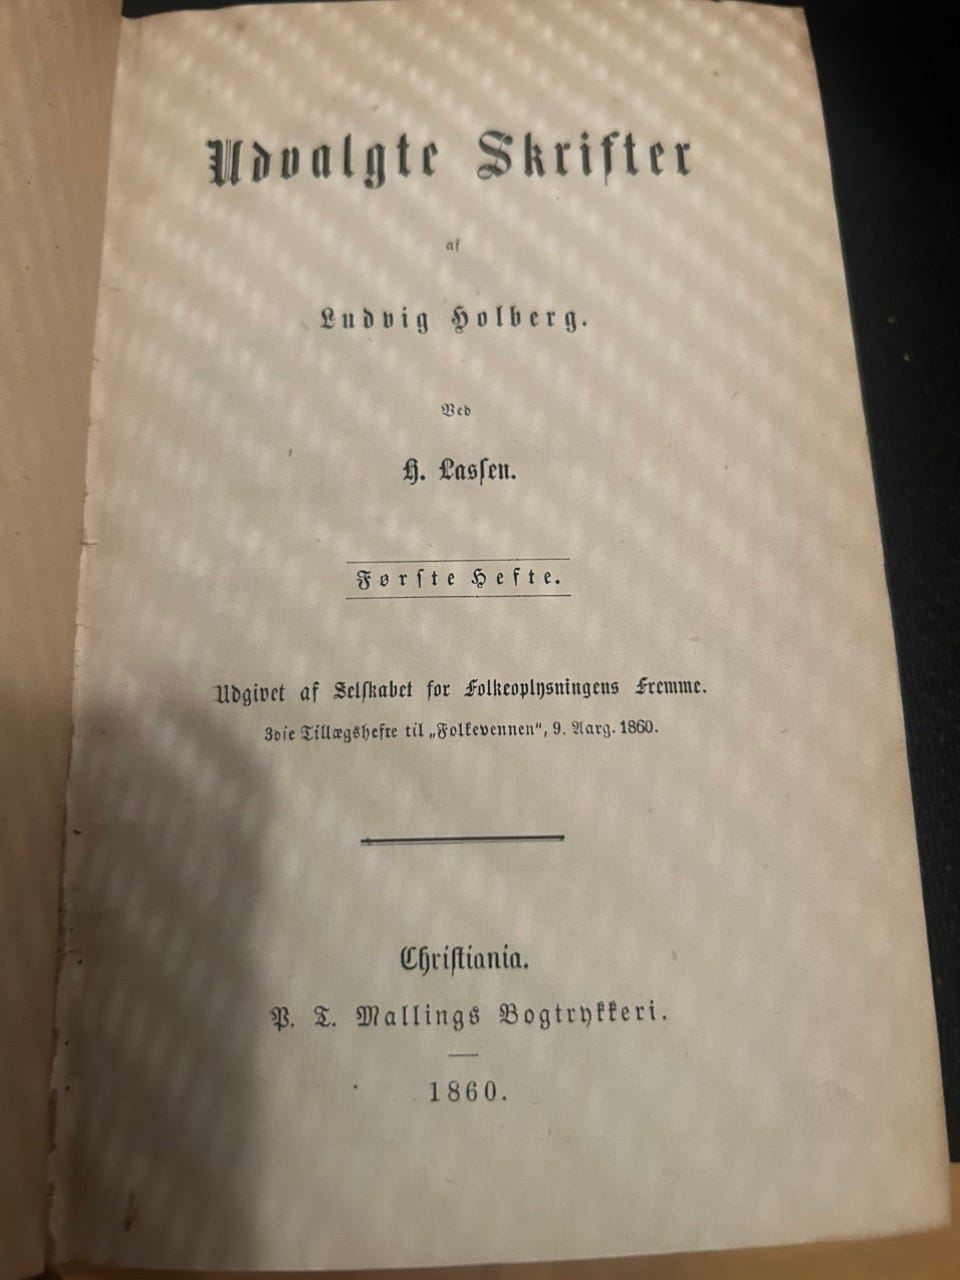 Udvalgte Skrifter
af
Ludvig Holberg.
Ved
H. Lassen.
Første Hefte.
Udgivet af Selskabet for Folkeoplysningens Fremme.
3die Tillægshefte til „Folkevennen“, 9. Aarg. 1860.
Christiania.
P. T. Mallings Bogtrykkeri.
1860.